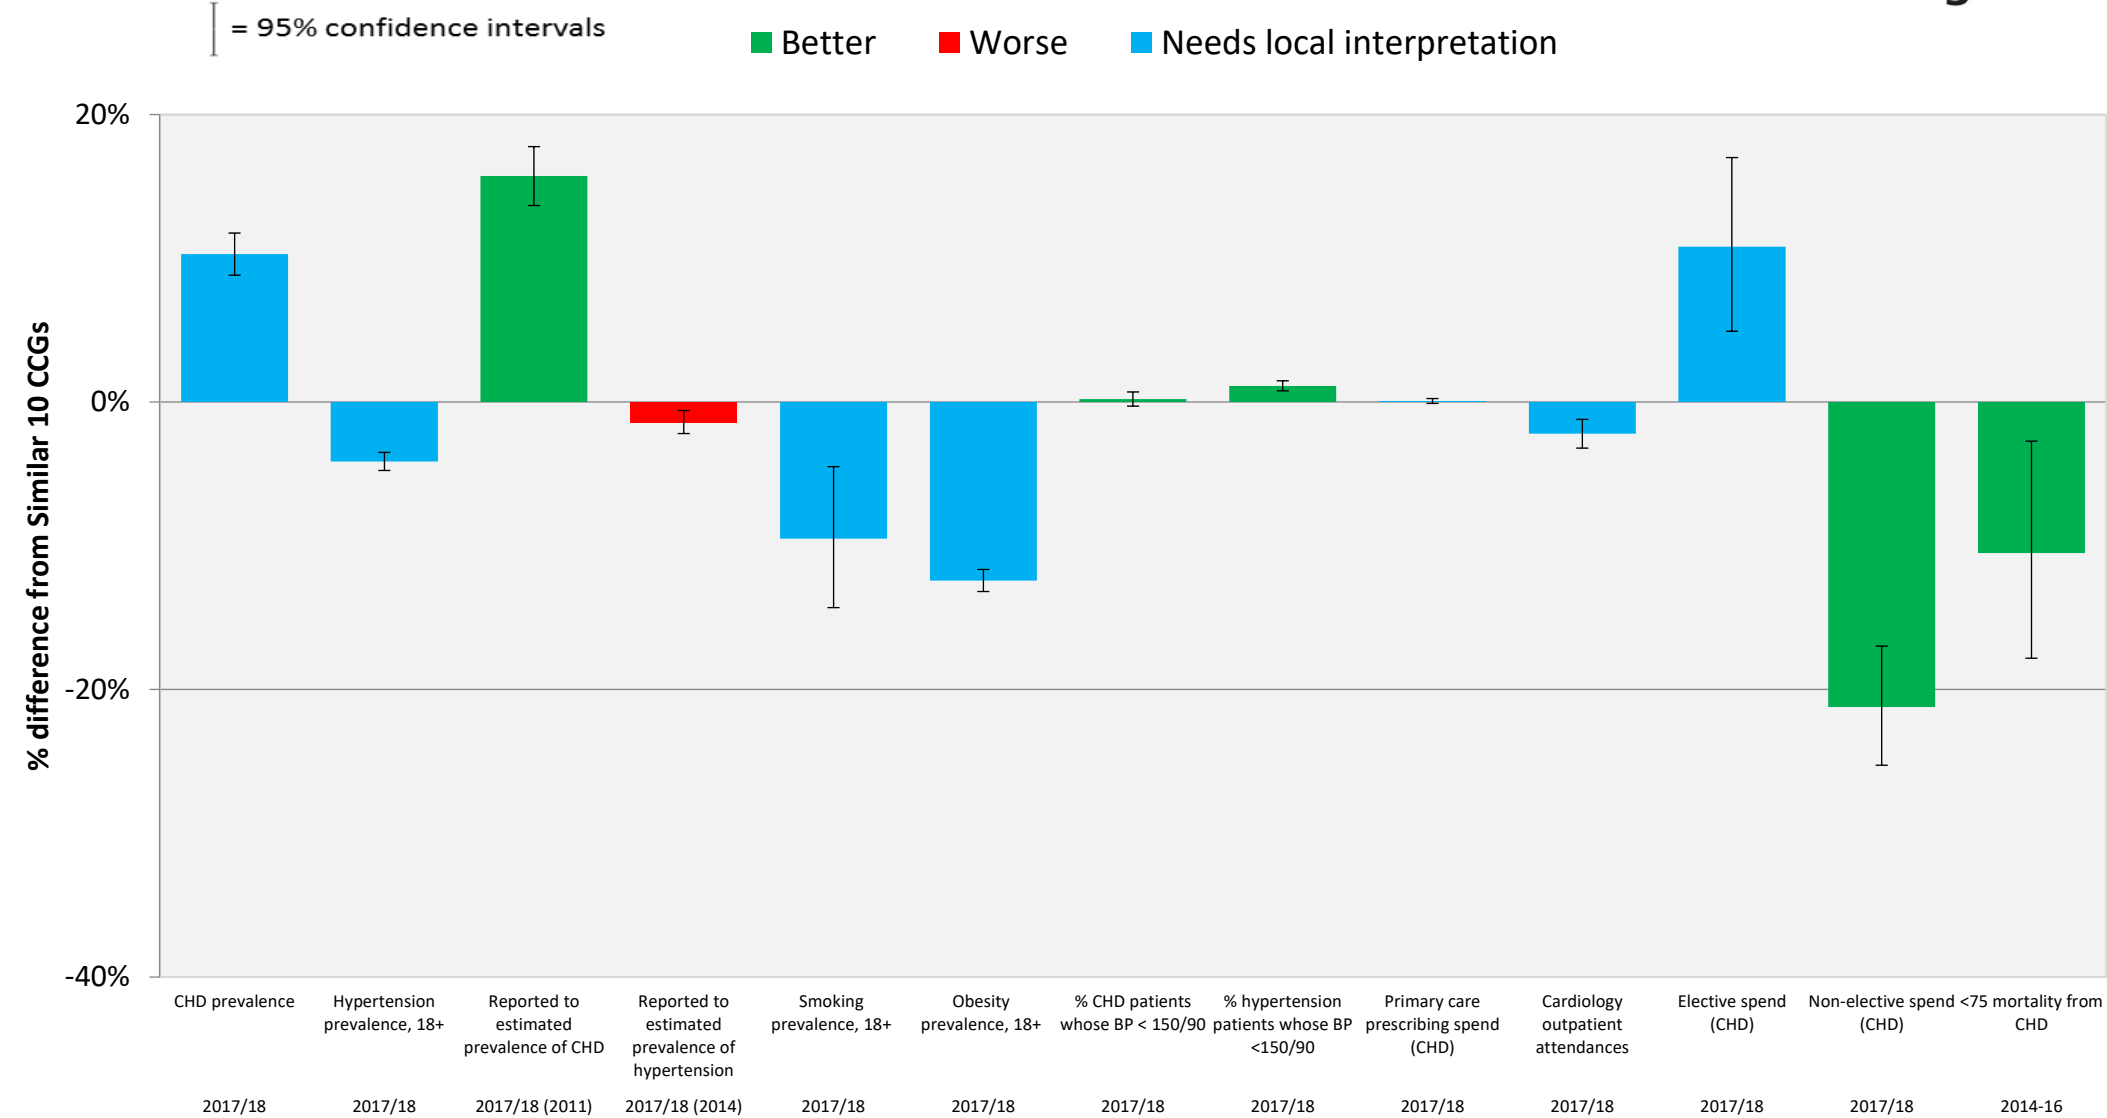 = 95% confidence intervals
Better
Worse
Needs local interpretation
% difference from Similar 10 CCGs
20%
0%
-20%
-40%
CHD prevalence
2017/18
Hypertension
prevalence, 18+
2017/18
Reported to
estimated
prevalence of CHD
2017/18 (2011)
Reported to
estimated
prevalence of
hypertension
2017/18 (2014)
Smoking
prevalence, 18+
2017/18
Obesity
prevalence, 18+
2017/18
% CHD patients
whose BP < 150/90
2017/18
% hypertension
patients whose BP
<150/90
2017/18
Primary care
prescribing spend
(CHD)
2017/18
Cardiology
outpatient
attendances
2017/18
Elective spend
(CHD)
2017/18
Non-elective spend
(CHD)
2017/18
<75 mortality from
CHD
2014-16